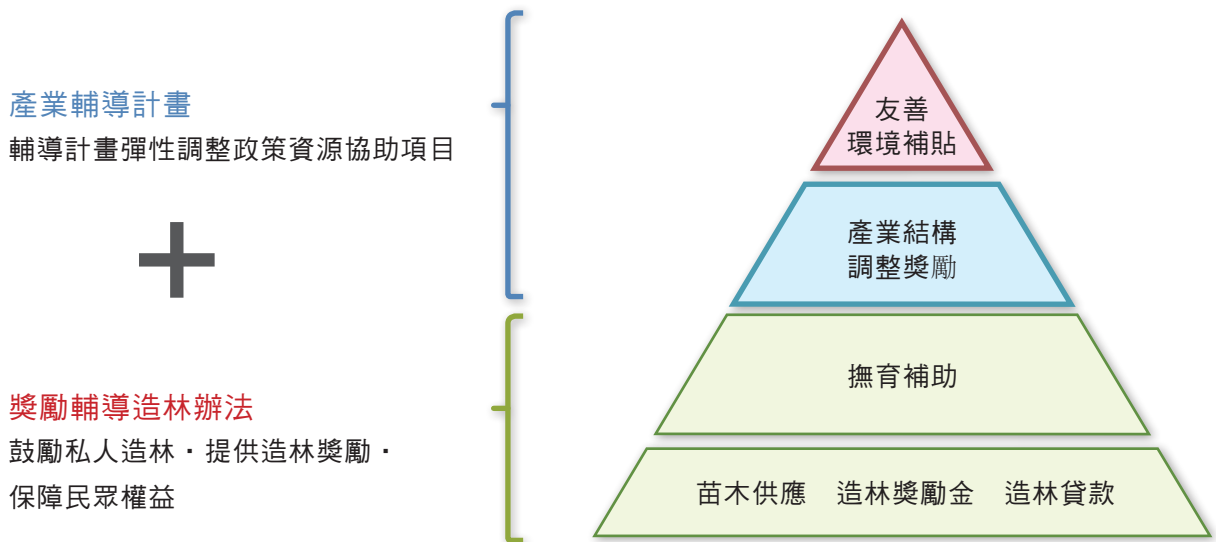 產業輔導計畫
輔導計畫彈性調整政策資源協助項目
獎勵輔導造林辦法
鼓勵私人造林・提供造林獎勵・
保障民眾權益
友善
環境補貼
產業結構
調整獎勵
撫育補助
苗木供應　造林獎勵金　造林貸款